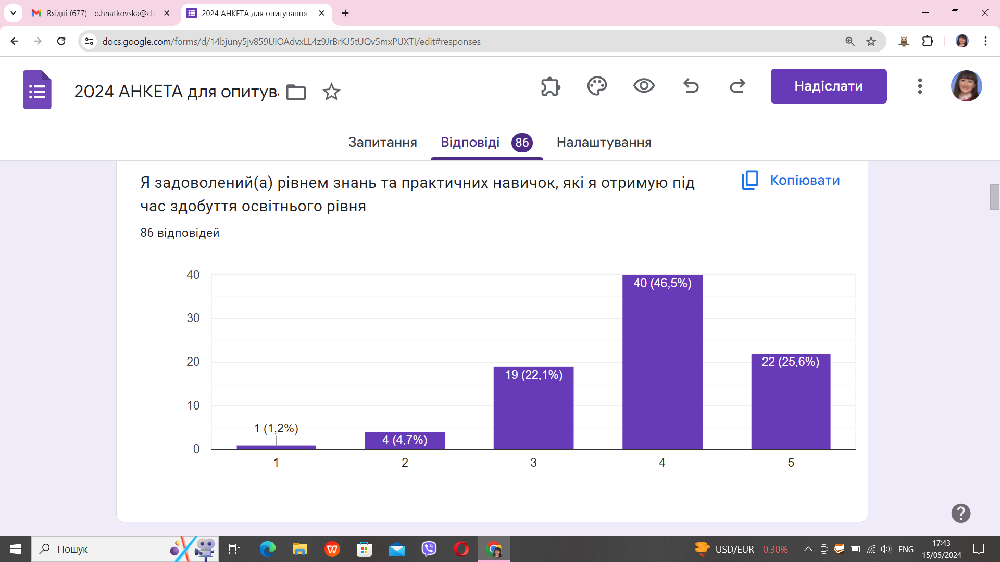 Вхідні (677) - o.hnatkovska@ch
2024 АНКЕТА для опитування
docs.google.com/forms/d/14bjuny5jv859UIOAdvxLL4z9JrBrKJ5tUQv5mxPUXTI/edit#responses
2024 АНКЕТА для опитув
Надіслати
Запитання
Відповіді 86
Налаштування
Я задоволений(а) рівнем знань та практичних навичок, які я отримую під
час здобуття освітнього рівня
Копіювати
86 відповідей
40
30
20
10
0
1 (1,2%)
4 (4,7%)
19 (22,1%)
40 (46,5%)
22 (25,6%)
1
2
3
4
5
Пошук
USD/EUR -0.30%
ENG
17:43
15/05/2024